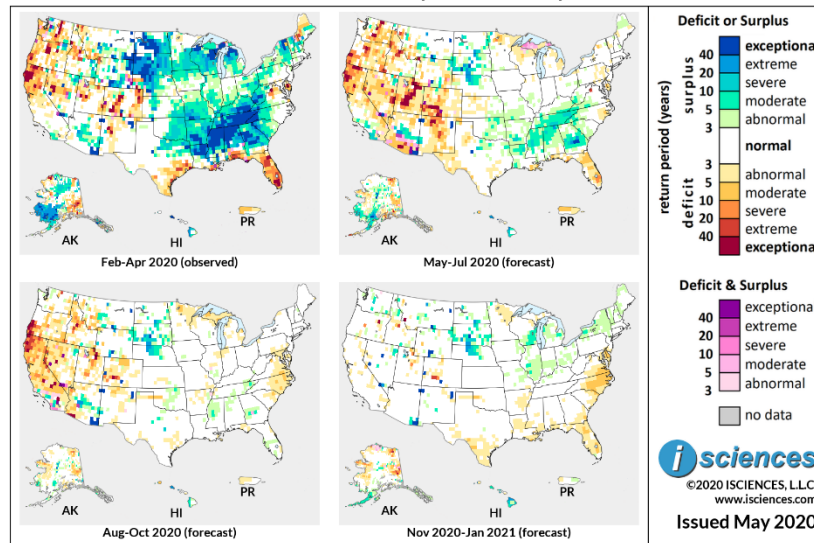 AK
HI
PR
Feb-Apr 2020 (observed)
AK
HI
PR
May-Jul 2020 (forecast)
AK
HI
PR
Aug-Oct 2020 (forecast)
AK
HI
PR
Nov 2020-Jan 2021 (forecast)
Deficit or Surplus
return period (years)
surplus
deficit
exceptiona
40
extreme
20
severe
10
moderate
5
abnormal
3
normal
3
abnormal
5
moderate
10
severe
20
extreme
40
exceptiona
Deficit & Surplus
exceptiona
40
extreme
20
severe
10
moderate
5
abnormal
3
no data
i sciences
©2020 ISCIENCES, L.L.C
www.isciences.com
Issued May 2020